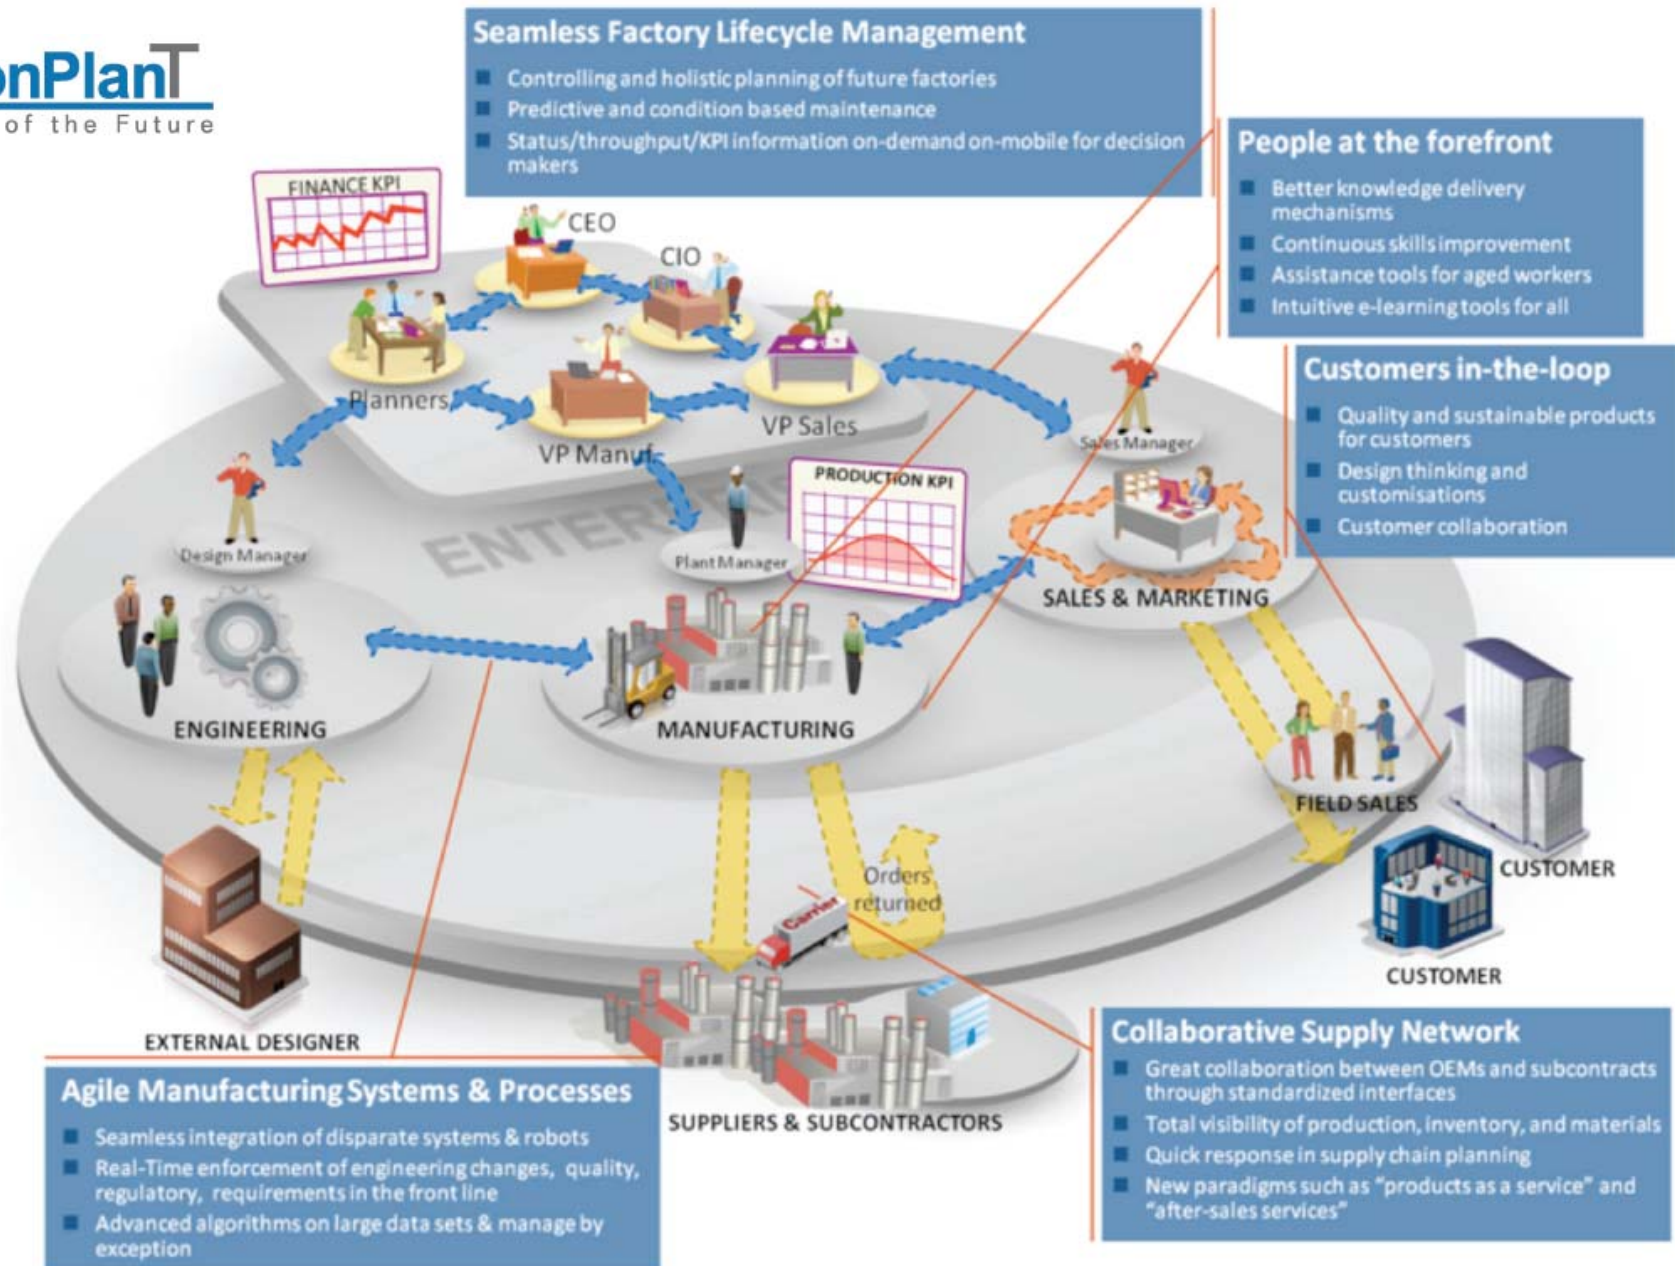 onPlanT
of the Future
Seamless Factory Lifecycle Management
Controlling and holistic planning of future factories
Predictive and condition based maintenance
Status/throughput/KPI information on-demand on-mobile for decision
makers
People at the forefront
Better knowledge delivery
mechanisms
Continuous skills improvement
Assistance tools for aged workers
Intuitive e-learning tools for all
Customers in-the-loop
Quality and sustainable products
for customers
Design thinking and
customisations
Customer collaboration
FINANCE KPI
CEO
CIO
Planners
VP Manuf
VP Sales
Sales Manager
PRODUCTION KPI
Design Manager
Plant Manager
ENTERPRIS
SALES & MARKETING
ENGINEERING
MANUFACTURING
FIELD SALES
CUSTOMER
Orders
returned
Carrier
CUSTOMER
EXTERNAL DESIGNER
SUPPLIERS & SUBCONTRACTORS
Agile Manufacturing Systems & Processes
Seamless integration of disparate systems & robots
Real-Time enforcement of engineering changes, quality,
regulatory, requirements in the front line
Advanced algorithms on large data sets & manage by
exception
Collaborative Supply Network
Great collaboration between OEMs and subcontracts
through standardized interfaces
Total visibility of production, inventory, and materials
Quick response in supply chain planning
New paradigms such as “products as a service” and
“after-sales services”